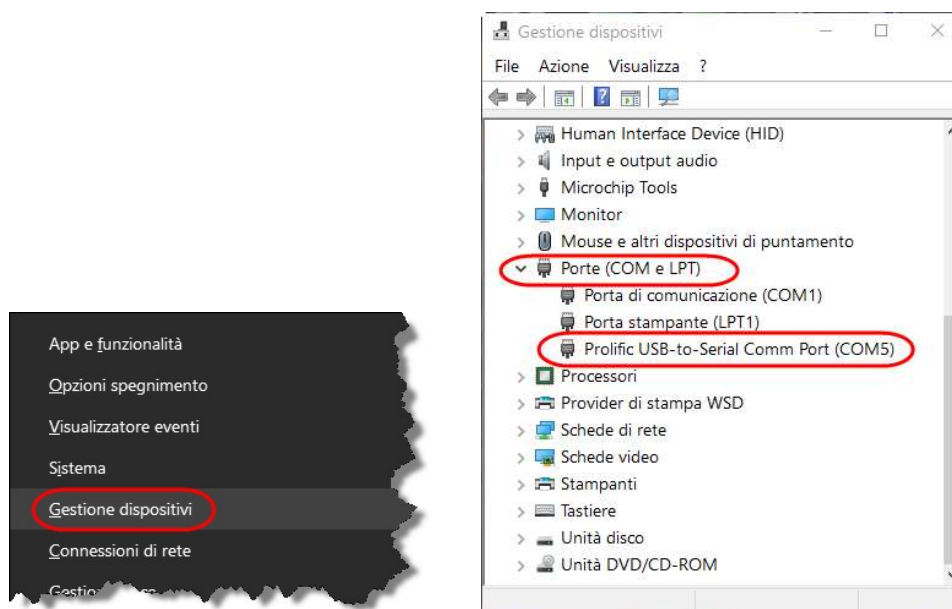 App e funzionalità
Opzioni spegnimento
Visualizzatore eventi
Sistema
Gestione dispositivi
Connessioni di rete
Gestione dispositivi
File Azione Visualizza ?
Human Interface Device (HID)
Input e output audio
Microchip Tools
Monitor
Mouse e altri dispositivi di puntamento
Porte (COM e LPT)
Porta di comunicazione (COM1)
Porta stampante (LPT1)
Prolific USB-to-Serial Comm Port (COM5)
Processori
Provider di stampa WSD
Schede di rete
Schede video
Stampanti
Tastiere
Unità disco
Unità DVD/CD-ROM